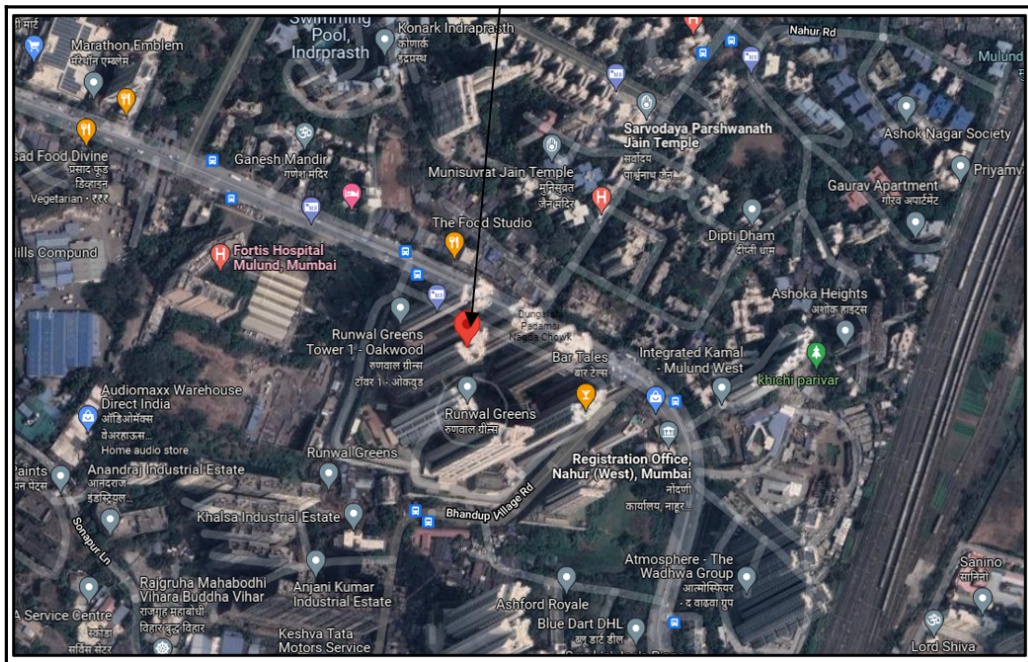 डी मार्ट
Marathon Emblem
मॅरेथॉन एम्ब्लेम
Swimming
Pool,
Indrprasth
Konark Indraprasth
कोणार्क
इंद्रप्रस्थ
Nahur Rd
Mulund
sad Food Divine
प्रसाद फूड
डिव्हाइन
Vegetarian · ₹₹₹
Ganesh Mandir
गणेश मंदिर
Munisuvrat Jain Temple
मुनिसुव्रत
जैन मंदिर
Sarvodaya Parshwanath
Jain Temple
सर्वोदय
पार्श्वनाथ जैन...
Ashok Nagar Society
Priyamv
Gaurav Apartment
गौरव अपार्टमेंट
The Food Studio
Dipti Dham
दीप्ती धाम
Fortis Hospital
Mulund, Mumbai
ills Compund
Runwal Greens
Tower 1 - Oakwood
रुणवाल ग्रीन्स
टॉवर 1 - ओकवुड
Padamsi
Nagda Chowk
Ashoka Heights
अशोक हाइट्स
Bar Tales
बार टेल्स
Integrated Kamal
- Mulund West
khichi parivar
Audiomaxx Warehouse
Direct India
ऑडिओमॅक्स
वेअरहाऊस...
Home audio store
Runwal Greens
रुणवाल ग्रीन्स
Runwal Greens
Registration Office,
Nahur (West), Mumbai
नोंदणी
कार्यालय, नाहूर...
Paints
पन पेंट्स
Anandraj Industrial Estate
आनंदराज
इंडस्ट्रियल...
Khalsa Industrial Estate
Bhandup Village Rd
Sonapur Ln
Rajgruha Mahabodhi
Vihara Buddha Vihar
राजगृह महाबोधी
विहार बुद्ध विहार
Anjani Kumar
Industrial Estate
Atmosphere - The
Wadhwa Group
आत्मोस्फियर
- द वाढवा ग्रुप
Sanino
सानिनो
A Service Centre
स्कोडा
सर्विस सेंटर
Keshva Tata
Motors Service
Ashford Royale
Blue Dart DHL
ब्लू डार्ट डील
Lord Shiva